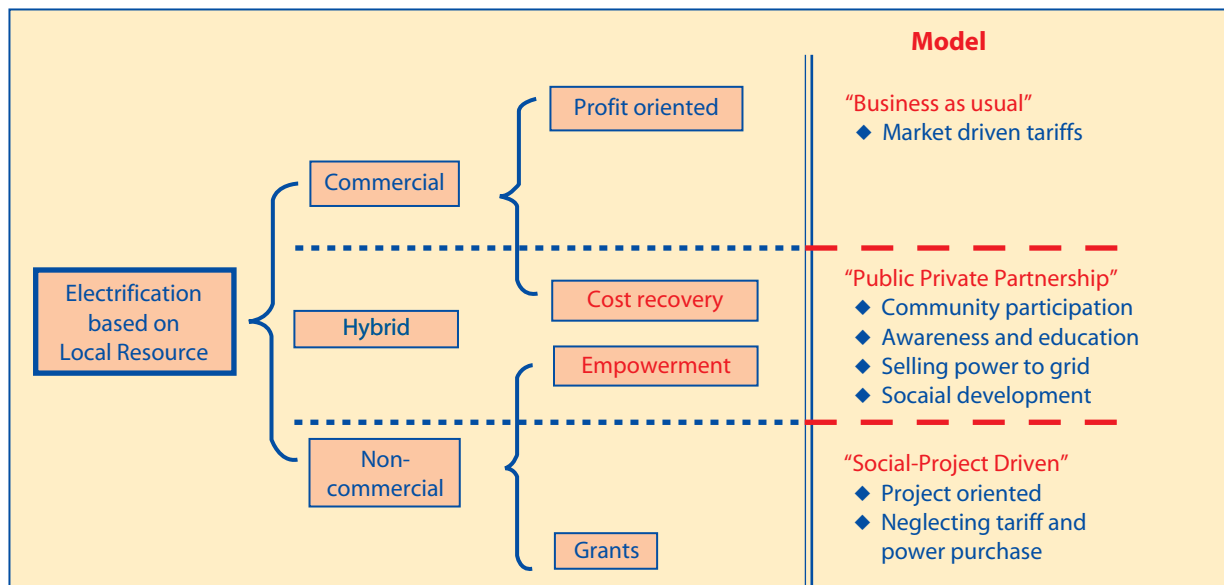 Model
Profit oriented
"Business as usual"
◆ Market driven tariffs
Commercial
Electrification
based on
Local Resource
Hybrid
Cost recovery
Empowerment
"Public Private Partnership"
◆ Community participation
◆ Awareness and education
◆ Selling power to grid
◆ Socaial development
Non-
commercial
Grants
"Social-Project Driven"
◆ Project oriented
◆ Neglecting tariff and
power purchase